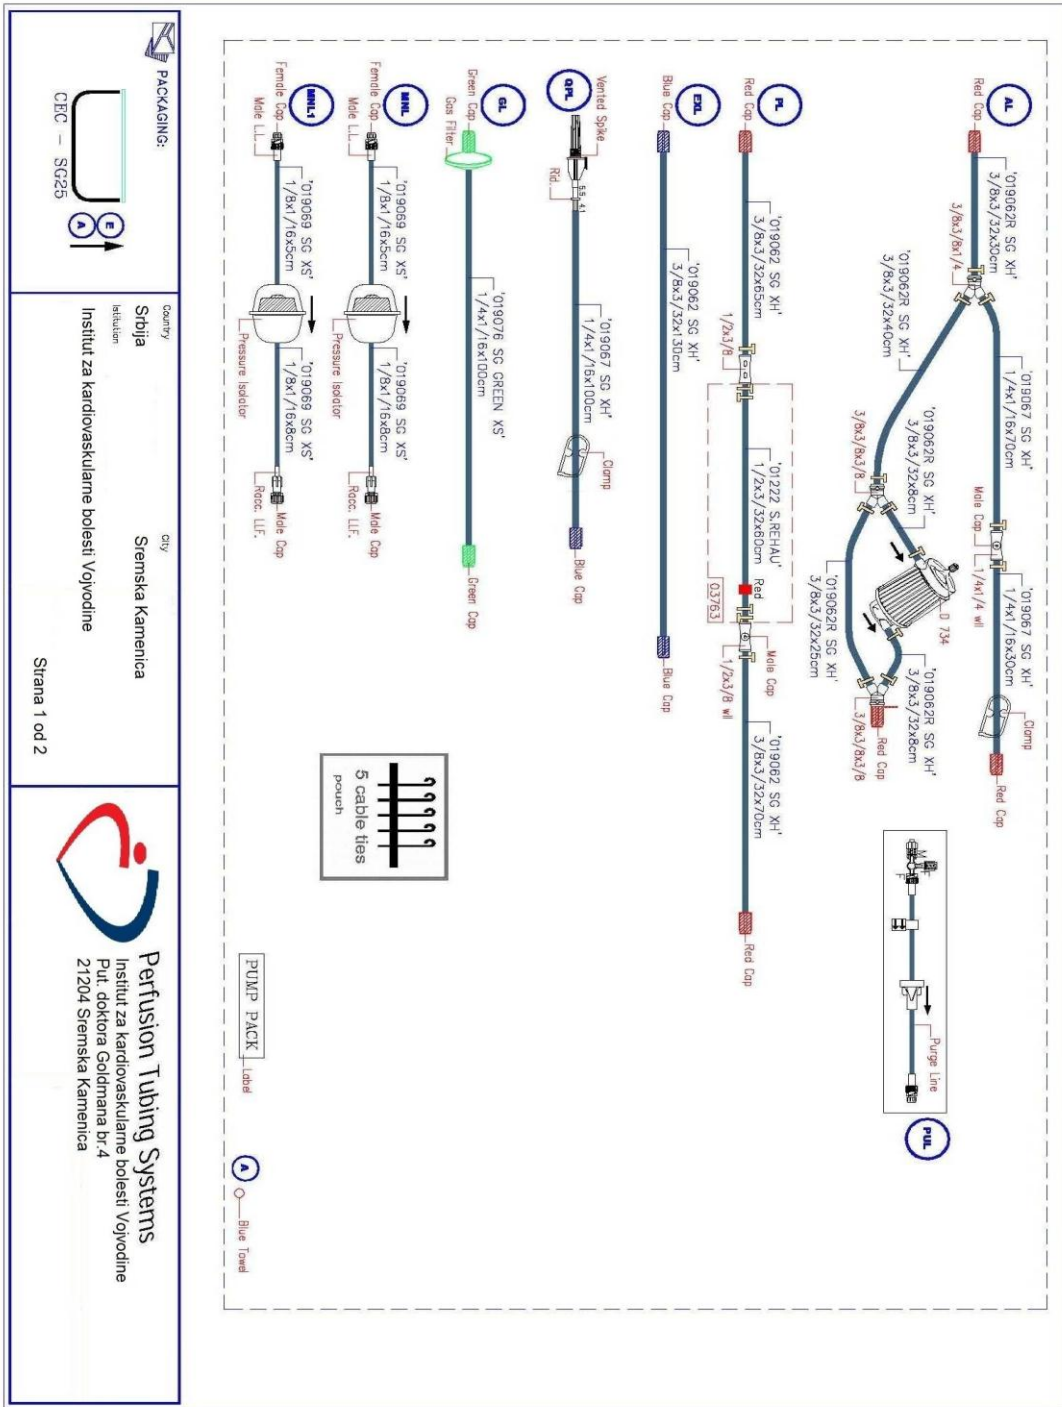 AL
Red Cap
'019062R SG XH'
3/8x3/32x30cm
3/8x3/8x1/4
'019067 SG XH'
1/4x1/16x70cm
Male Cap
1/4x1/4 wll
'019067 SG XH'
1/4x1/16x30cm
Clamp
Red Cap
'019062R SG XH'
3/8x3/32x40cm
3/8x3/8x3/8
'019062R SG XH'
3/8x3/32x8cm
D 734
'019062R SG XH'
3/8x3/32x8cm
'019062R SG XH'
3/8x3/32x25cm
Red Cap
3/8x3/8x3/8
Purge Line
PUL
PL
Red Cap
'019062 SG XH'
3/8x3/32x65cm
1/2x3/8
'01222 S.REHAU'
1/2x3/32x60cm
Red
03763
Male Cap
1/2x3/8 wll
'019062 SG XH'
3/8x3/32x70cm
Red Cap
EXL
Blue Cap
'019062 SG XH'
3/8x3/32x130cm
Blue Cap
QPL
Vented Spike
Rid.
5.5 4.1
'019067 SG XH'
1/4x1/16x100cm
Clamp
Blue Cap
GL
Green Cap
Gas Filter
'019076 SG GREEN XS'
1/4x1/16x100cm
Green Cap
MNL
Female Cap
Male L.L.
'019069 SG XS'
1/8x1/16x5cm
Pressure Isolator
'019069 SG XS'
1/8x1/16x8cm
Male Cap
Racc. LLF.
MNL1
Female Cap
Male L.L.
'019069 SG XS'
1/8x1/16x5cm
Pressure Isolator
'019069 SG XS'
1/8x1/16x8cm
Male Cap
Racc. LLF.
5 cable ties
pouch
PUMP PACK
Label
A
Blue Towel
PACKAGING:
CEC - SG25
E
A
Country
Srbija
Istitution
Institut za kardiovaskularne bolesti Vojvodine
City
Sremska Kamenica
Strana 1 od 2
Perfusion Tubing Systems
Institut za kardiovaskularne bolesti Vojvodine
Put. doktora Goldmana br.4
21204 Sremska Kamenica